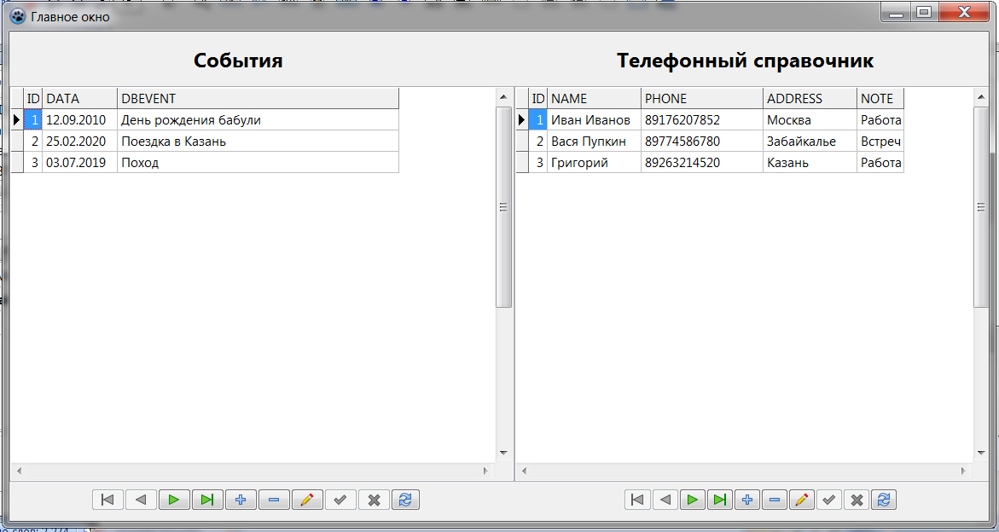 Главное окно
События
Телефонный справочник
ID DATA DBEVENT
1 12.09.2010 День рождения бабули
2 25.02.2020 Поездка в Казань
3 03.07.2019 Поход
ID NAME PHONE ADDRESS NOTE
1 Иван Иванов 89176207852 Москва Работа
2 Вася Пупкин 89774586780 Забайкалье Встреч
3 Григорий 89263214520 Казань Работа